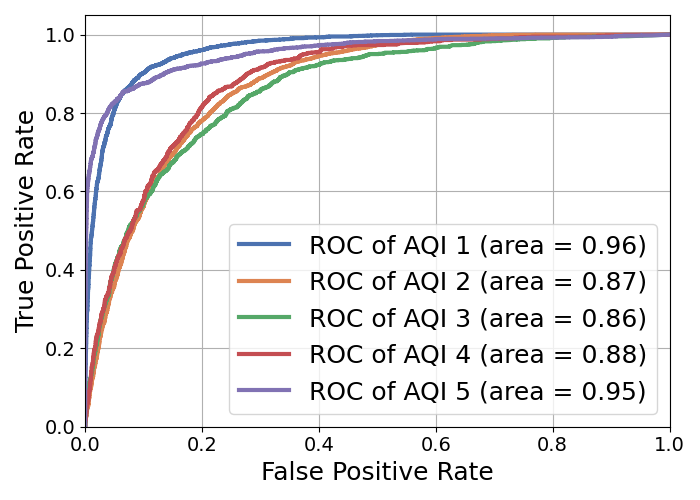 1.0
0.8
0.6
0.4
0.2
0.0
True Positive Rate
ROC of AQI 1 (area = 0.96)
ROC of AQI 2 (area = 0.87)
ROC of AQI 3 (area = 0.86)
ROC of AQI 4 (area = 0.88)
ROC of AQI 5 (area = 0.95)
0.0 0.2 0.4 0.6 0.8 1.0
False Positive Rate